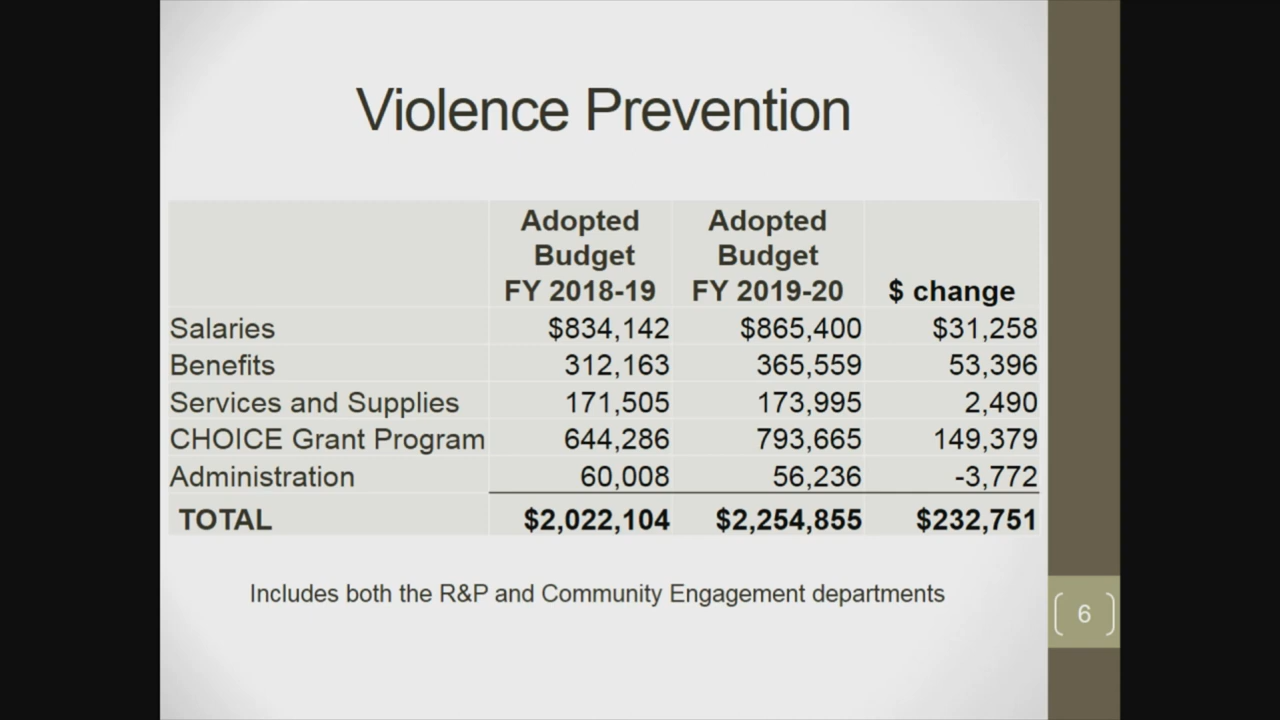 Violence Prevention
Adopted Budget FY 2018-19 Adopted Budget FY 2019-20 $ change
Salaries $834,142 $865,400 $31,258
Benefits 312,163 365,559 53,396
Services and Supplies 171,505 173,995 2,490
CHOICE Grant Program 644,286 793,665 149,379
Administration 60,008 56,236 -3,772
TOTAL $2,022,104 $2,254,855 $232,751
Includes both the R&P and Community Engagement departments
6